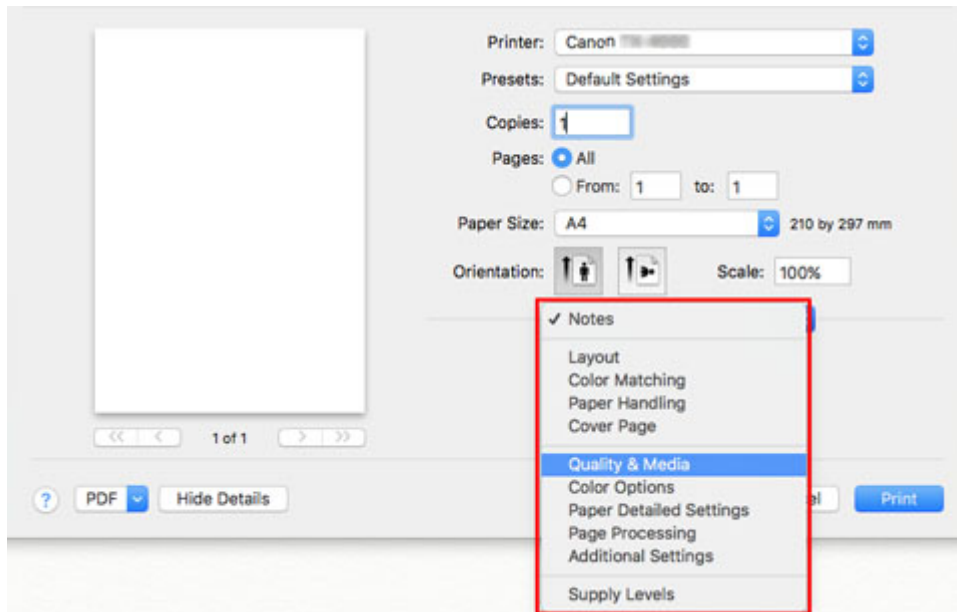 Printer: Canon
Presets: Default Settings
Copies: 1
Pages: All
From: 1 to: 1
Paper Size: A4 210 by 297 mm
Orientation: Scale: 100%
✓ Notes
Layout
Color Matching
Paper Handling
Cover Page
<< < 1 of 1 > >>
Quality & Media
Color Options
Paper Detailed Settings
Page Processing
Additional Settings
Supply Levels
? PDF Hide Details el Print